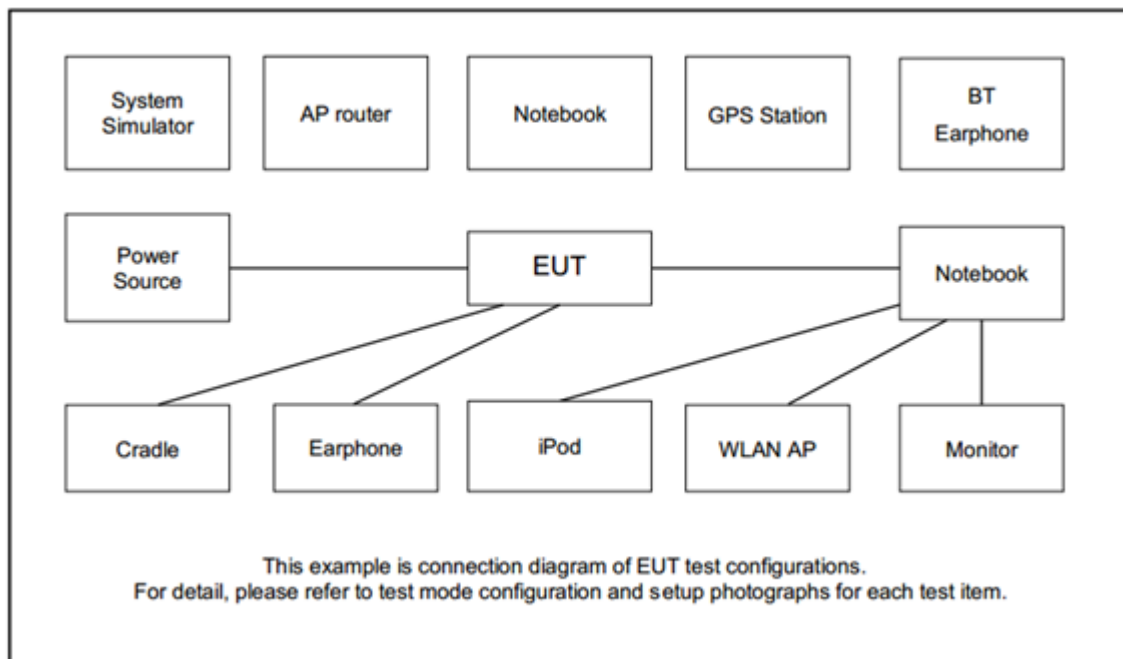 System
Simulator
AP router
Notebook
GPS Station
BT
Earphone
Power
Source
EUT
Notebook
Cradle
Earphone
iPod
WLAN AP
Monitor
This example is connection diagram of EUT test configurations.
For detail, please refer to test mode configuration and setup photographs for each test item.